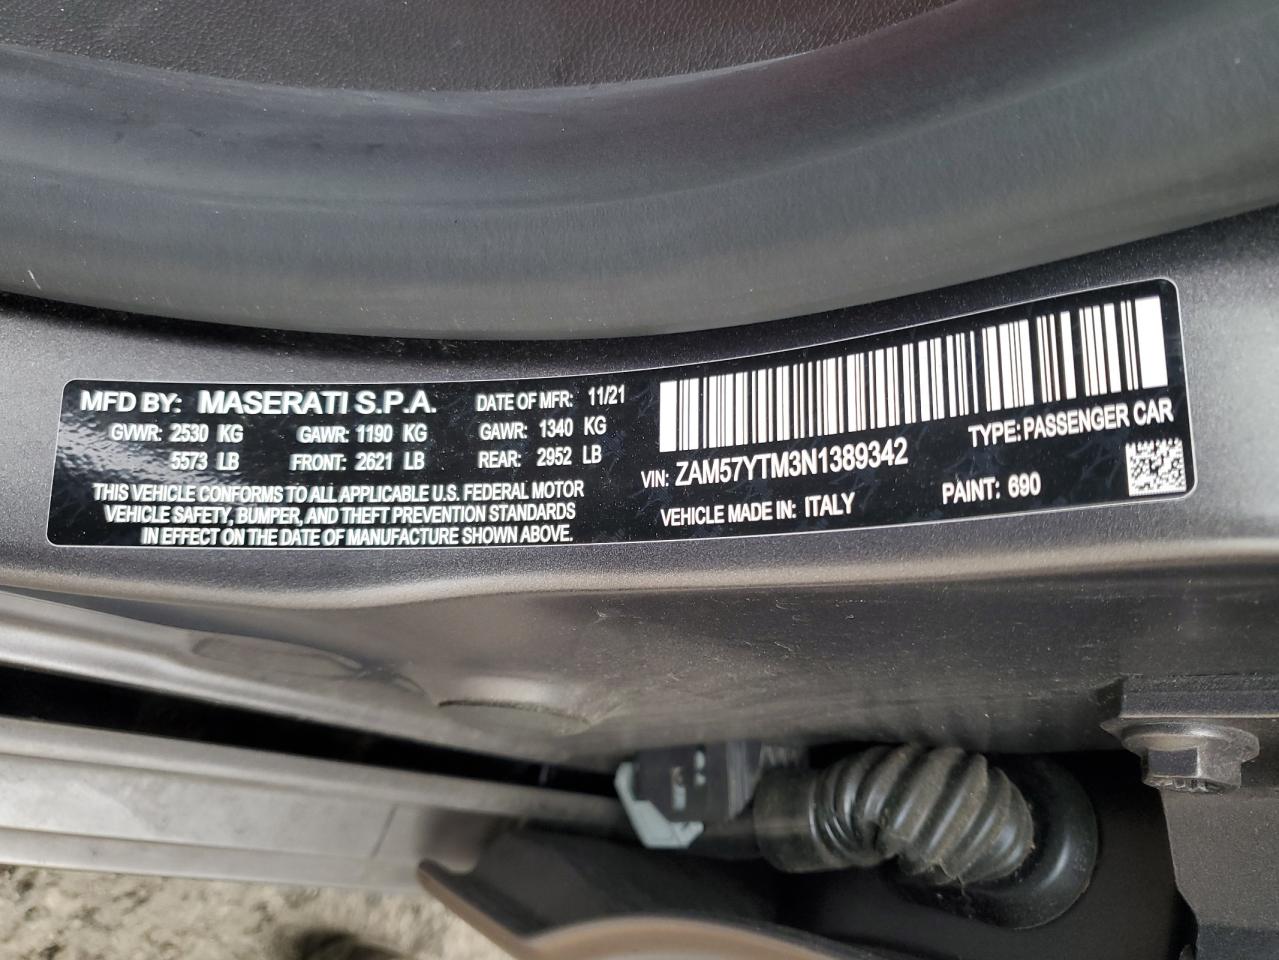 MFD BY: MASERATI S.P.A. DATE OF MFR: 11/21
GVWR: 2530 KG GAWR: 1190 KG GAWR: 1340 KG
5573 LB FRONT: 2621 LB REAR: 2952 LB
THIS VEHICLE CONFORMS TO ALL APPLICABLE U.S. FEDERAL MOTOR
VEHICLE SAFETY, BUMPER, AND THEFT PREVENTION STANDARDS
IN EFFECT ON THE DATE OF MANUFACTURE SHOWN ABOVE.
VIN: ZAM57YTM3N1389342 TYPE: PASSENGER CAR
VEHICLE MADE IN: ITALY PAINT: 690